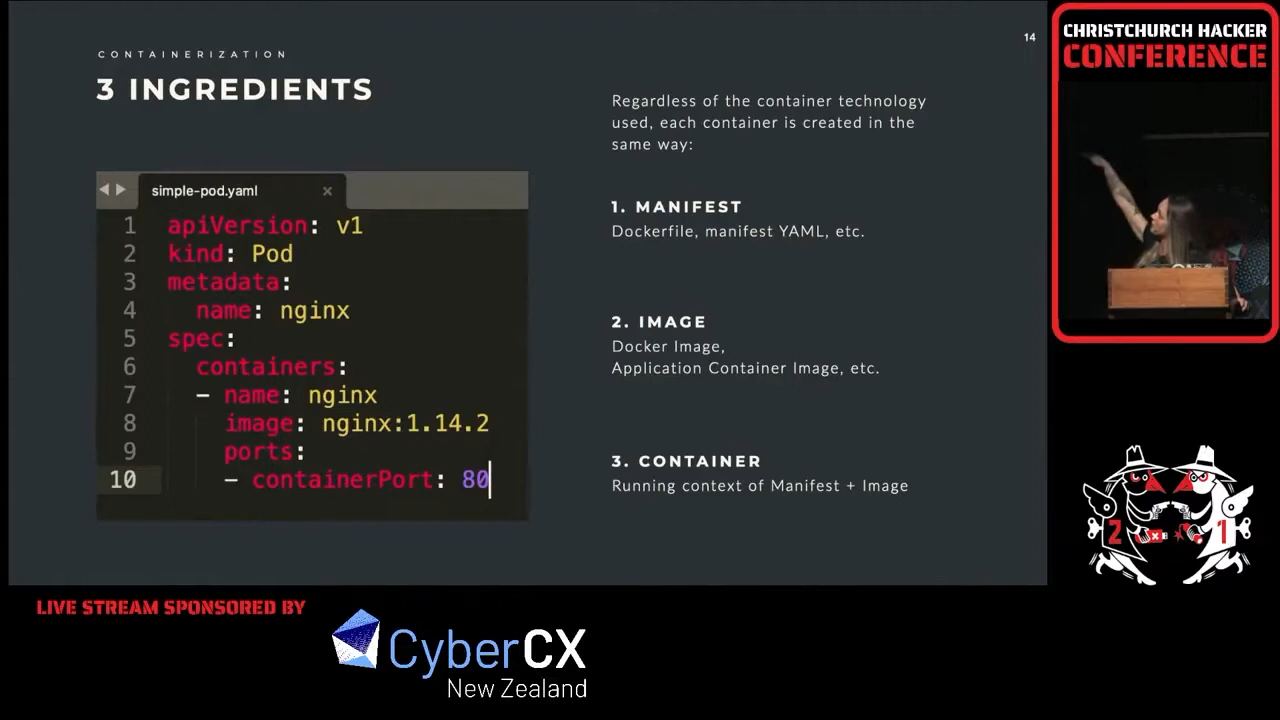 CONTAINERIZATION
3 INGREDIENTS
14
simple-pod.yaml ×
1 apiVersion: v1
2 kind: Pod
3 metadata:
4 name: nginx
5 spec:
6 containers:
7 - name: nginx
8 image: nginx:1.14.2
9 ports:
10 - containerPort: 80
Regardless of the container technology
used, each container is created in the
same way:
1. MANIFEST
Dockerfile, manifest YAML, etc.
2. IMAGE
Docker Image,
Application Container Image, etc.
3. CONTAINER
Running context of Manifest + Image
CHRISTCHURCH HACKER
CONFERENCE
2 1
LIVE STREAM SPONSORED BY
CyberCX
New Zealand